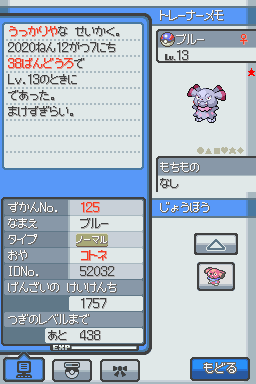 うっかりやな せいかく。
2020ねん12がつ7にち
38ばんどうろで
Lv.13のときに
であった。
まけずぎらい。
トレーナーメモ
ブルー ♀
Lv.13
もちもの
なし
じょうほう
ずかんNo. 125
なまえ ブルー
タイプ ノーマル
おや コトネ
IDNo. 52032
げんざいの けいけんち
1757
つぎのレベルまで
あと 438
EXP
もどる